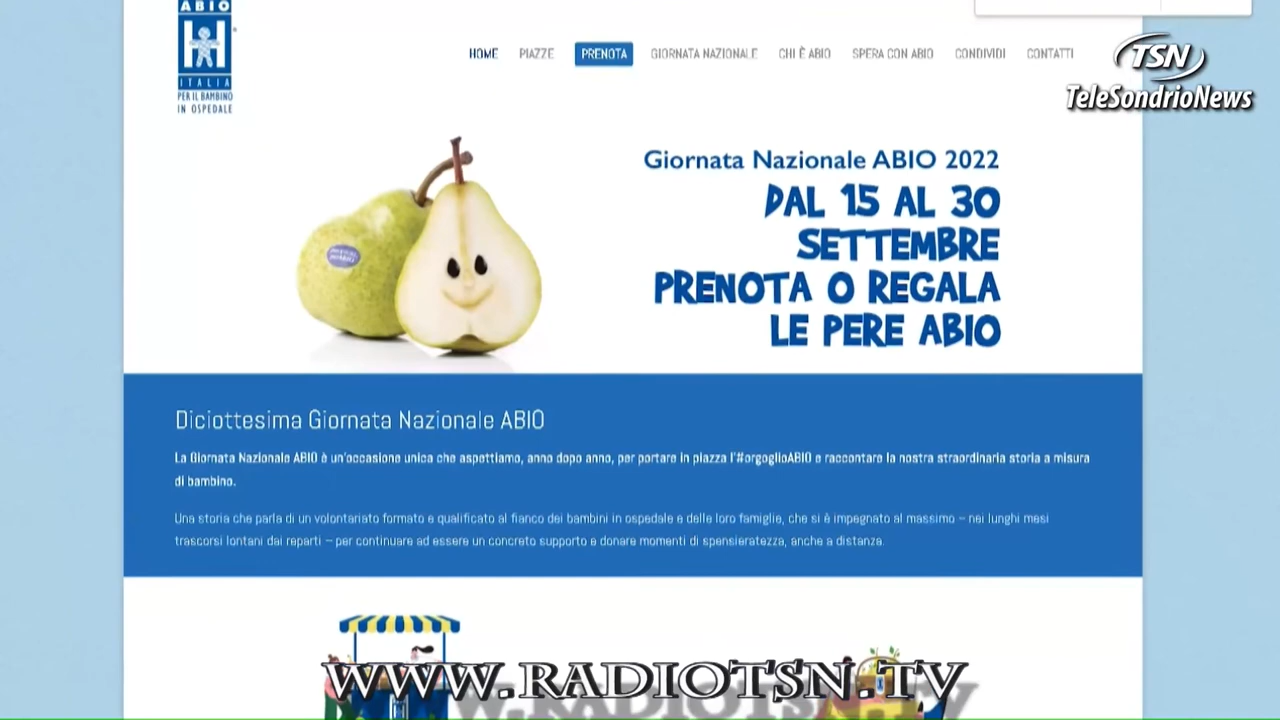 ABIO
ITALIA
PER IL BAMBINO
IN OSPEDALE
HOME PIAZZE PRENOTA GIORNATA NAZIONALE CHI È ABIO SPERA CON ABIO CONDIVIDI CONTATTI
TSN
TeleSondrioNews
Giornata Nazionale ABIO 2022
DAL 15 AL 30
SETTEMBRE
PRENOTA O REGALA
LE PERE ABIO
Diciottesima Giornata Nazionale ABIO
La Giornata Nazionale ABIO è un'occasione unica che aspettiamo, anno dopo anno, per portare in piazza l'#orgoglioABIO e raccontare la nostra straordinaria storia a misura
di bambino.
Una storia che parla di un volontariato formato e qualificato al fianco dei bambini in ospedale e delle loro famiglie, che si è impegnato al massimo – nei lunghi mesi
trascorsi lontani dai reparti – per continuare ad essere un concreto supporto e donare momenti di spensieratezza, anche a distanza.
WWW.RADIOTSN.TV